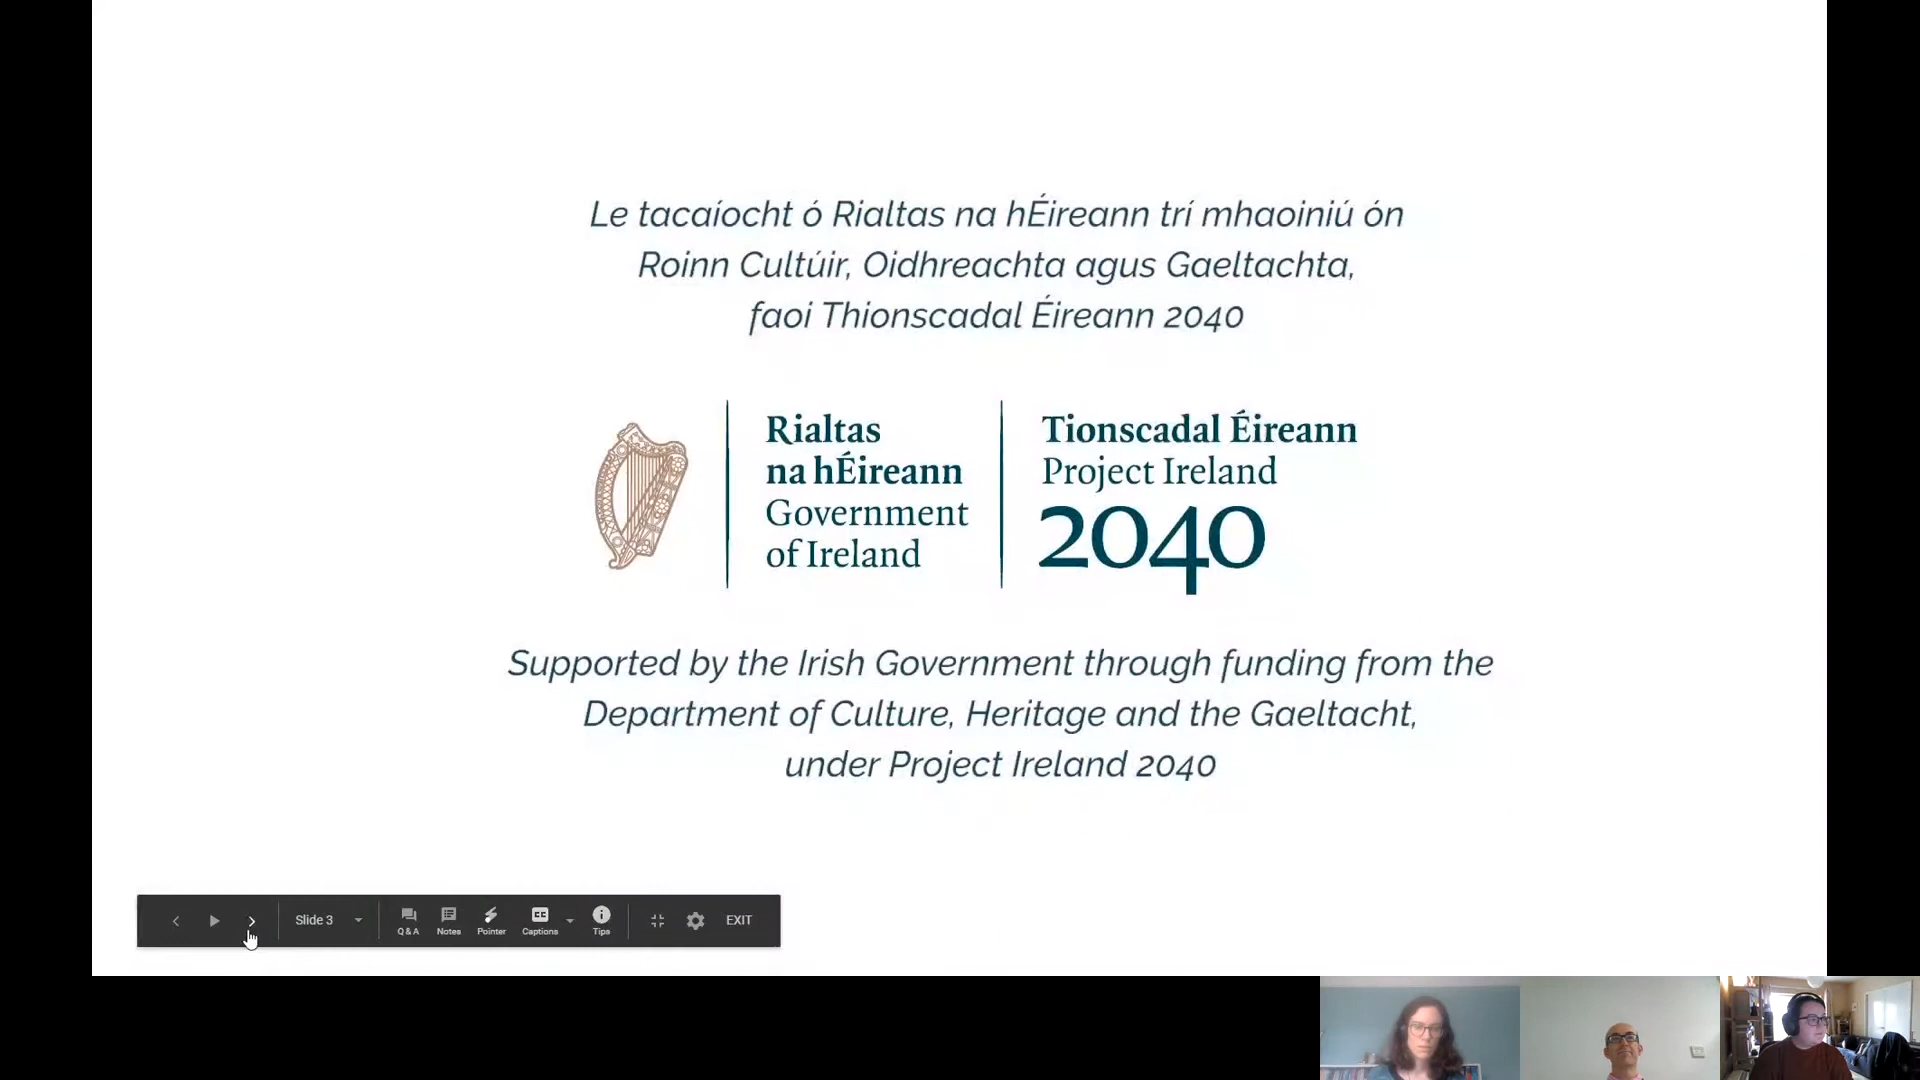 Le tacaíocht ó Rialtas na hÉireann trí mhaoiniú ón
Roinn Cultúir, Oidhreachta agus Gaeltachta,
faoi Thionscadal Éireann 2040
Rialtas
na hÉireann
Government
of Ireland
Tionscadal Éireann
Project Ireland
2040
Supported by the Irish Government through funding from the
Department of Culture, Heritage and the Gaeltacht,
under Project Ireland 2040
Slide 3
Q & A
Notes
Pointer
CC
Captions
Tips
EXIT